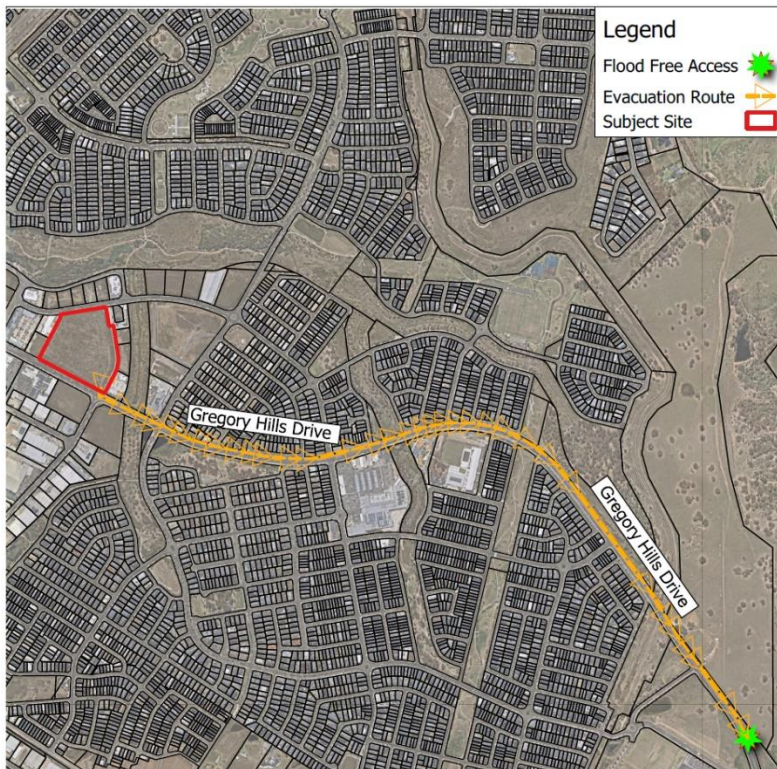 Legend
Flood Free Access
Evacuation Route
Subject Site
Gregory Hills Drive
Gregory Hills Drive